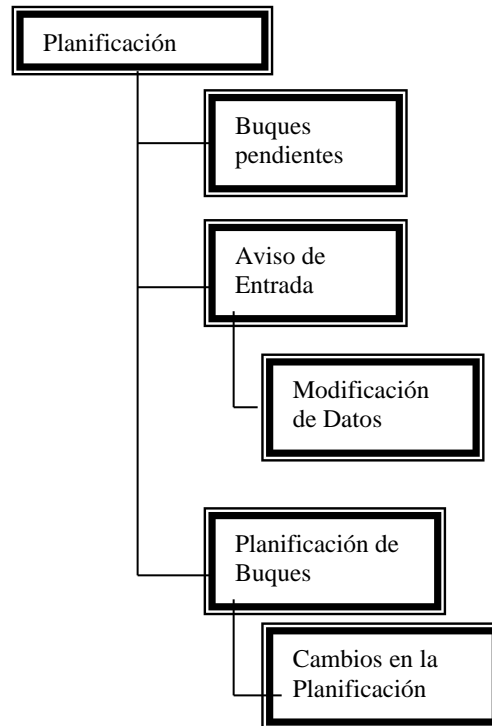 Planificación
Buques
pendientes
Aviso de
Entrada
Modificación
de Datos
Planificación de
Buques
Cambios en la
Planificación